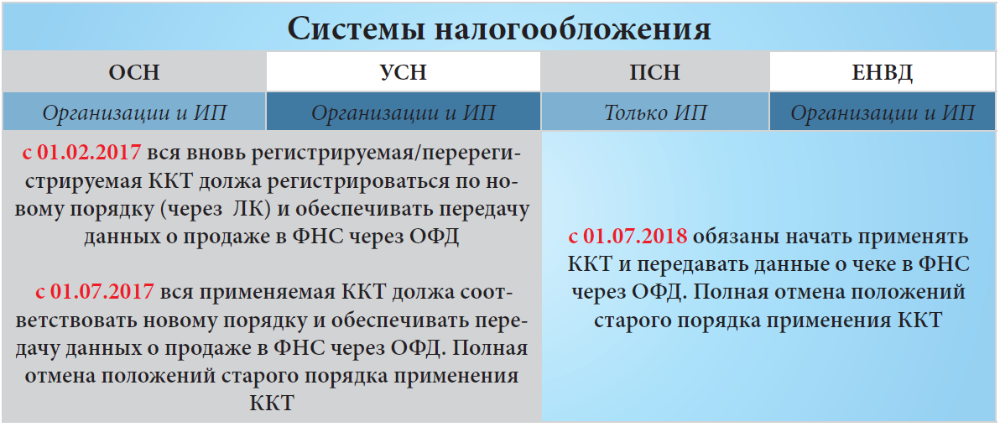 Системы налогообложения
ОСН
УСН
ПСН
ЕНВД
Организации и ИП
Организации и ИП
Только ИП
Организации и ИП
с 01.02.2017 вся вновь регистрируемая/перереги-
стрируемая ККТ должа регистрироваться по но-
вому порядку (через ЛК) и обеспечивать передачу
данных о продаже в ФНС через ОФД
с 01.07.2017 вся применяемая ККТ должа соот-
ветствовать новому порядку и обеспечивать пере-
дачу данных о продаже в ФНС через ОФД. Полная
отмена положений старого порядка применения
ККТ
с 01.07.2018 обязаны начать применять
ККТ и передавать данные о чеке в ФНС
через ОФД. Полная отмена положений
старого порядка применения ККТ